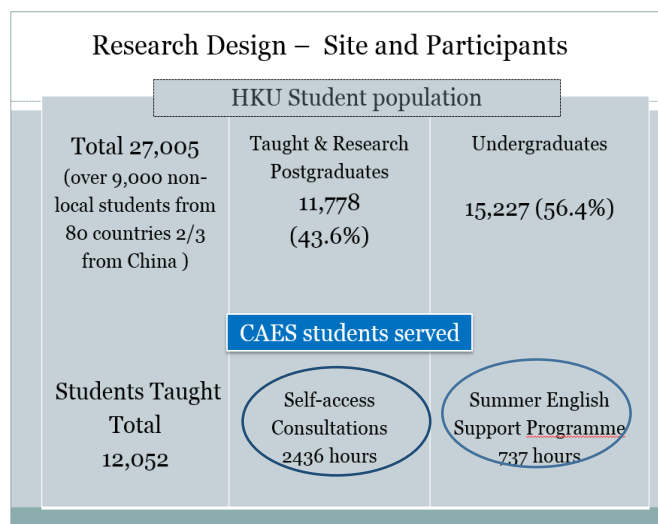 Research Design – Site and Participants
HKU Student population
Total 27,005
(over 9,000 non-
local students from
80 countries 2/3
from China )
Taught & Research
Postgraduates
11,778
(43.6%)
Undergraduates
15,227 (56.4%)
CAES students served
Students Taught
Total
12,052
Self-access
Consultations
2436 hours
Summer English
Support Programme
737 hours